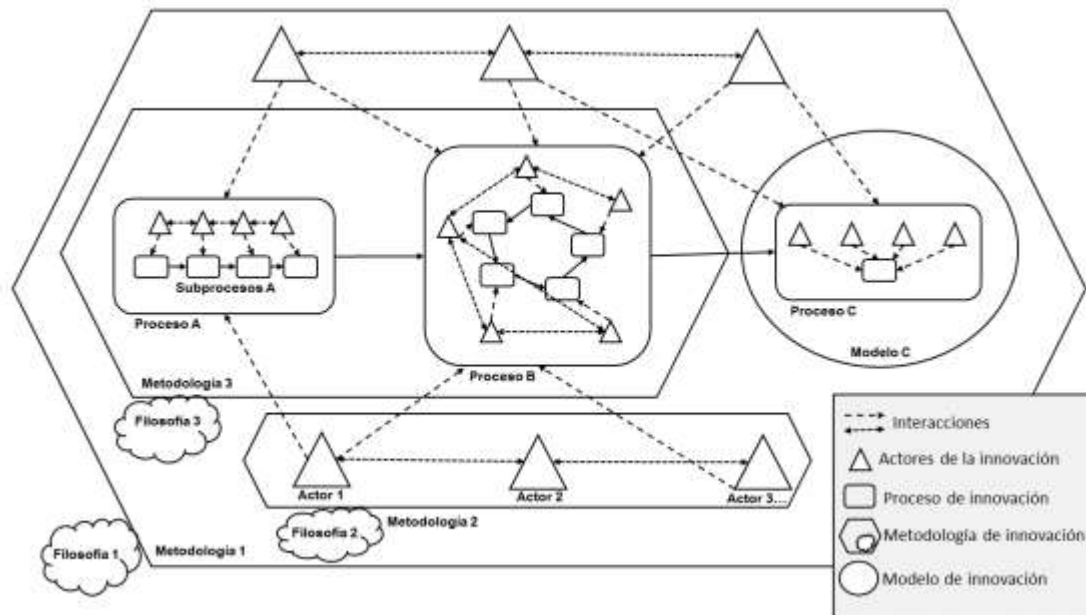 Subprocesos A
Proceso A
Proceso B
Proceso C
Modelo C
Metodología 3
Filosofía 3
Actor 1
Actor 2
Actor 3....
Filosofía 2
Metodología 2
Filosofía 1
Metodología 1
Interacciones
Actores de la innovación
Proceso de innovación
Metodología de innovación
Modelo de innovación